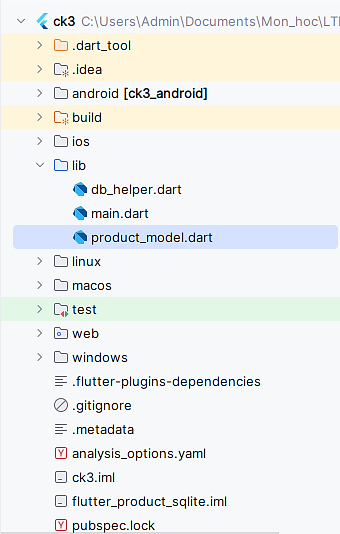 ck3 C:\Users\Admin\Documents\Mon_hoc\LT
.dart_tool
.idea
android [ck3_android]
build
ios
lib
db_helper.dart
main.dart
product_model.dart
linux
macos
test
web
windows
.flutter-plugins-dependencies
.gitignore
.metadata
analysis_options.yaml
ck3.iml
flutter_product_sqlite.iml
pubspec.lock